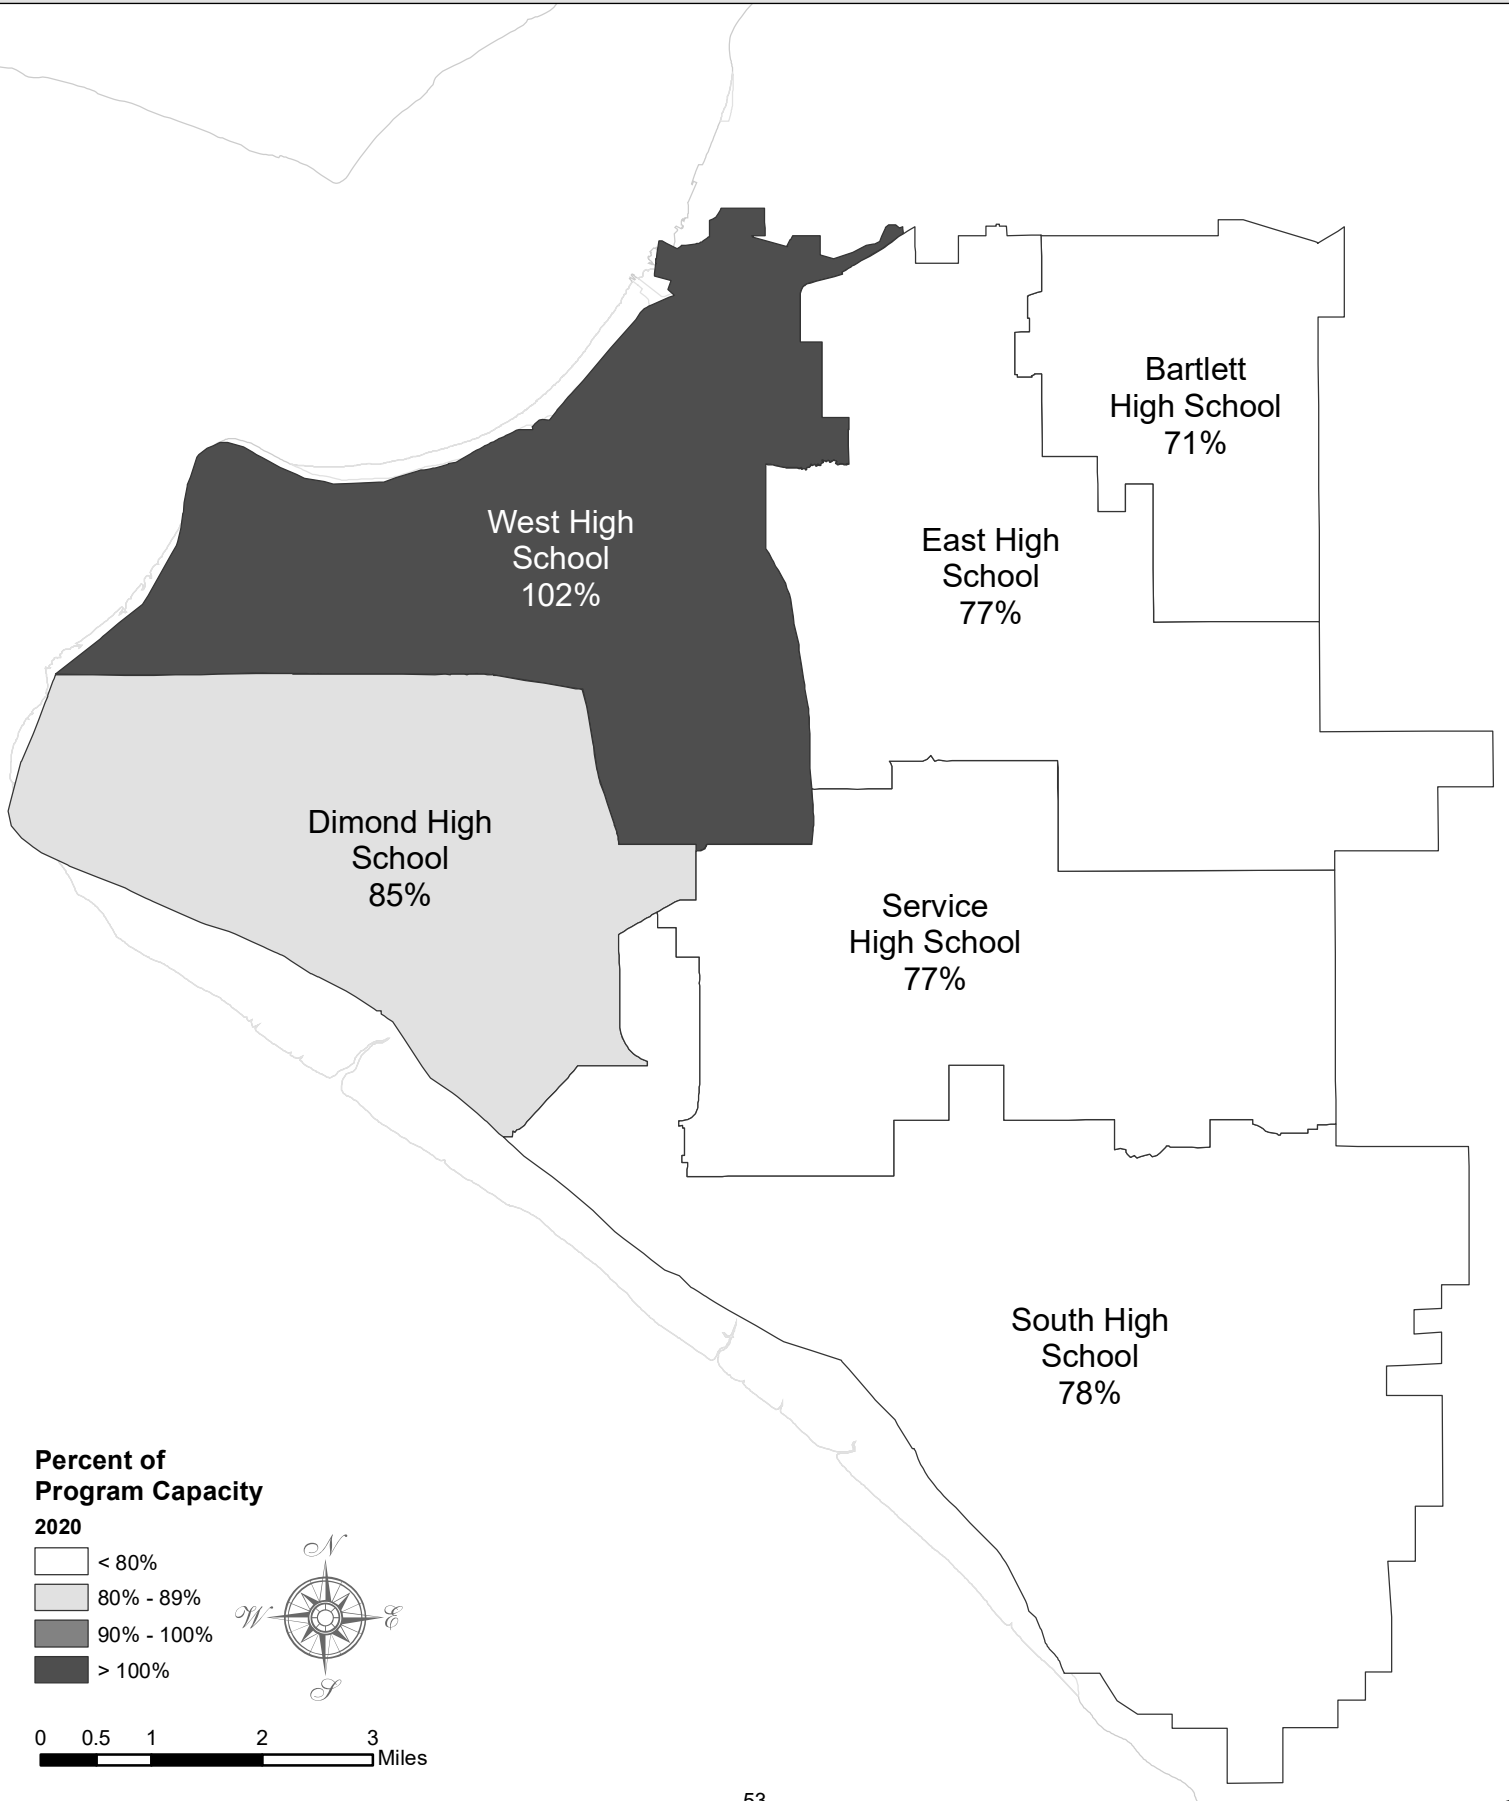 Bartlett
High School
71%
West High
School
102%
East High
School
77%
Dimond High
School
85%
Service
High School
77%
South High
School
78%
Percent of
Program Capacity
2020
< 80%
80% - 89%
90% - 100%
> 100%
N
W
E
S
0 0.5 1 2 3
Miles
53